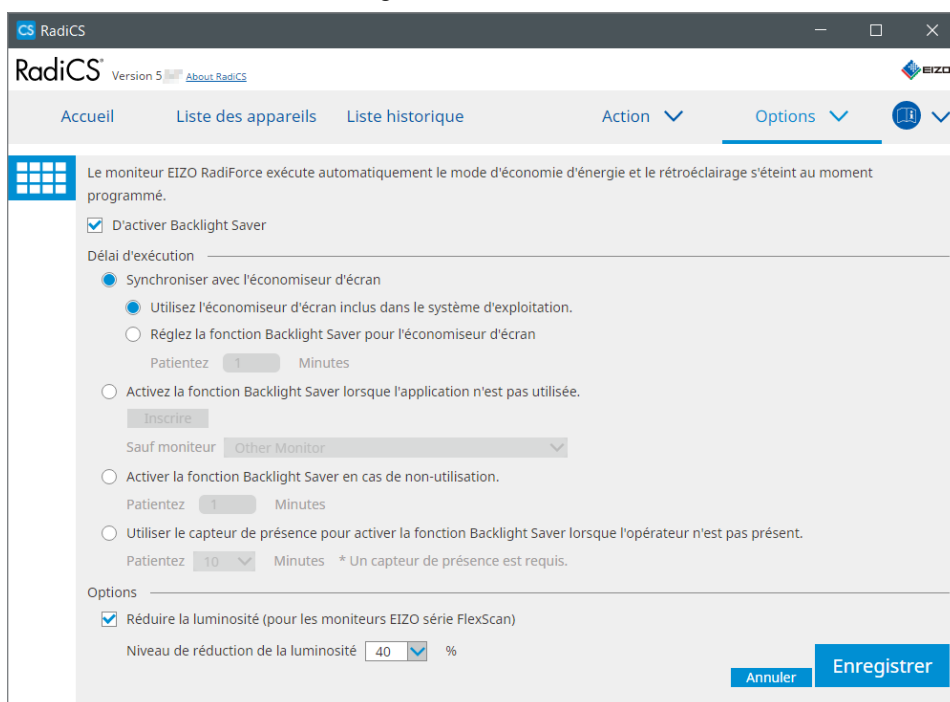 CS RadiCS
RadiCS® Version 5 About RadiCS EIZO
Accueil Liste des appareils Liste historique Action Options
Le moniteur EIZO RadiForce exécute automatiquement le mode d'économie d'énergie et le rétroéclairage s'éteint au moment
programmé.
D'activer Backlight Saver
Délai d'exécution
Synchroniser avec l'économiseur d'écran
Utilisez l'économiseur d'écran inclus dans le système d'exploitation.
Réglez la fonction Backlight Saver pour l'économiseur d'écran
Patientez 1 Minutes
Activez la fonction Backlight Saver lorsque l'application n'est pas utilisée.
Inscrire
Sauf moniteur Other Monitor
Activer la fonction Backlight Saver en cas de non-utilisation.
Patientez 1 Minutes
Utiliser le capteur de présence pour activer la fonction Backlight Saver lorsque l'opérateur n'est pas présent.
Patientez 10 Minutes * Un capteur de présence est requis.
Options
Réduire la luminosité (pour les moniteurs EIZO série FlexScan)
Niveau de réduction de la luminosité 40 %
Annuler Enregistrer